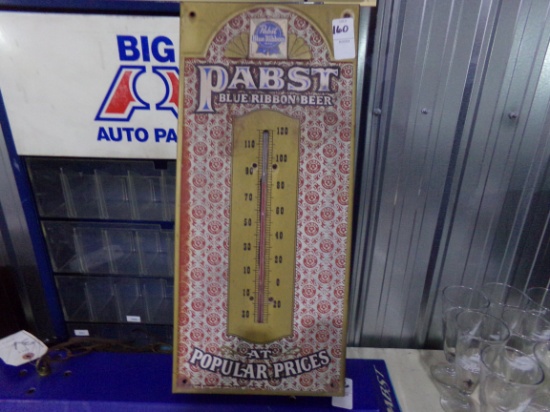 BIG
AUTO PA
160
Pabst
Blue Ribbon
PABST
BLUE RIBBON BEER
120
110
100
90
80
70
60
50
40
30
20
10
0
10
20
30
AT
POPULAR PRICES